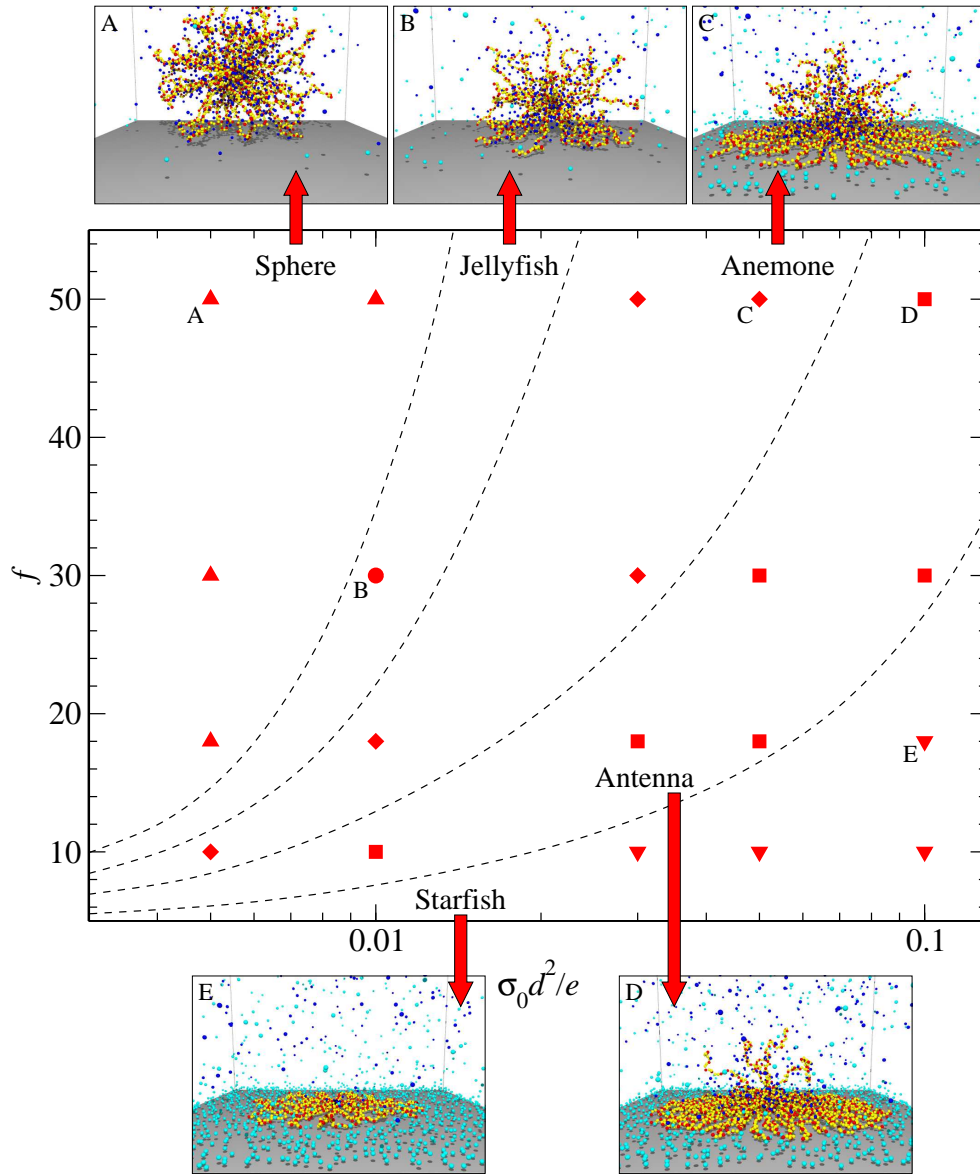 A
B
C
Sphere
Jellyfish
Anemone
50
A
C
D
40
f
30
B
20
E
Antenna
10
Starfish
0.01
0.1
σ₀d²/e
E
D